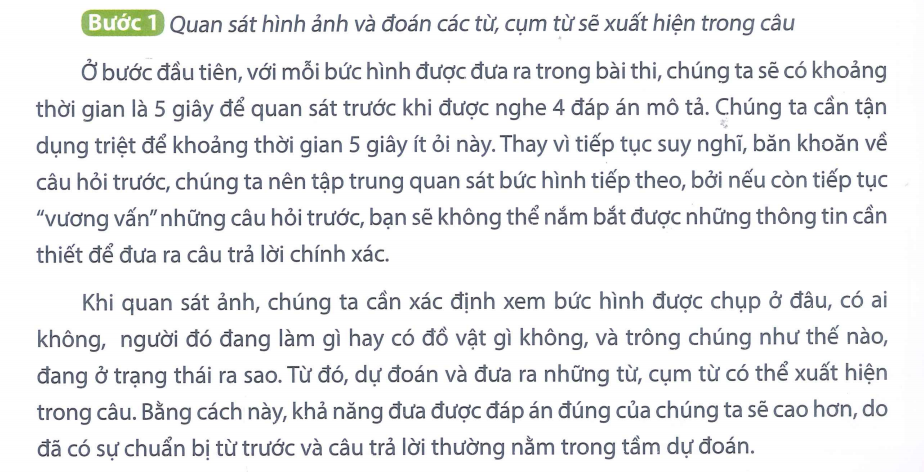 Bước 1 Quan sát hình ảnh và đoán các từ, cụm từ sẽ xuất hiện trong câu
Ở bước đầu tiên, với mỗi bức hình được đưa ra trong bài thi, chúng ta sẽ có khoảng
thời gian là 5 giây để quan sát trước khi được nghe 4 đáp án mô tả. Chúng ta cần tận
dụng triệt để khoảng thời gian 5 giây ít ỏi này. Thay vì tiếp tục suy nghĩ, băn khoăn về
câu hỏi trước, chúng ta nên tập trung quan sát bức hình tiếp theo, bởi nếu còn tiếp tục
“vương vấn” những câu hỏi trước, bạn sẽ không thể nắm bắt được những thông tin cần
thiết để đưa ra câu trả lời chính xác.
Khi quan sát ảnh, chúng ta cần xác định xem bức hình được chụp ở đâu, có ai
không, người đó đang làm gì hay có đồ vật gì không, và trông chúng như thế nào,
đang ở trạng thái ra sao. Từ đó, dự đoán và đưa ra những từ, cụm từ có thể xuất hiện
trong câu. Bằng cách này, khả năng đưa được đáp án đúng của chúng ta sẽ cao hơn, do
đã có sự chuẩn bị từ trước và câu trả lời thường nằm trong tầm dự đoán.